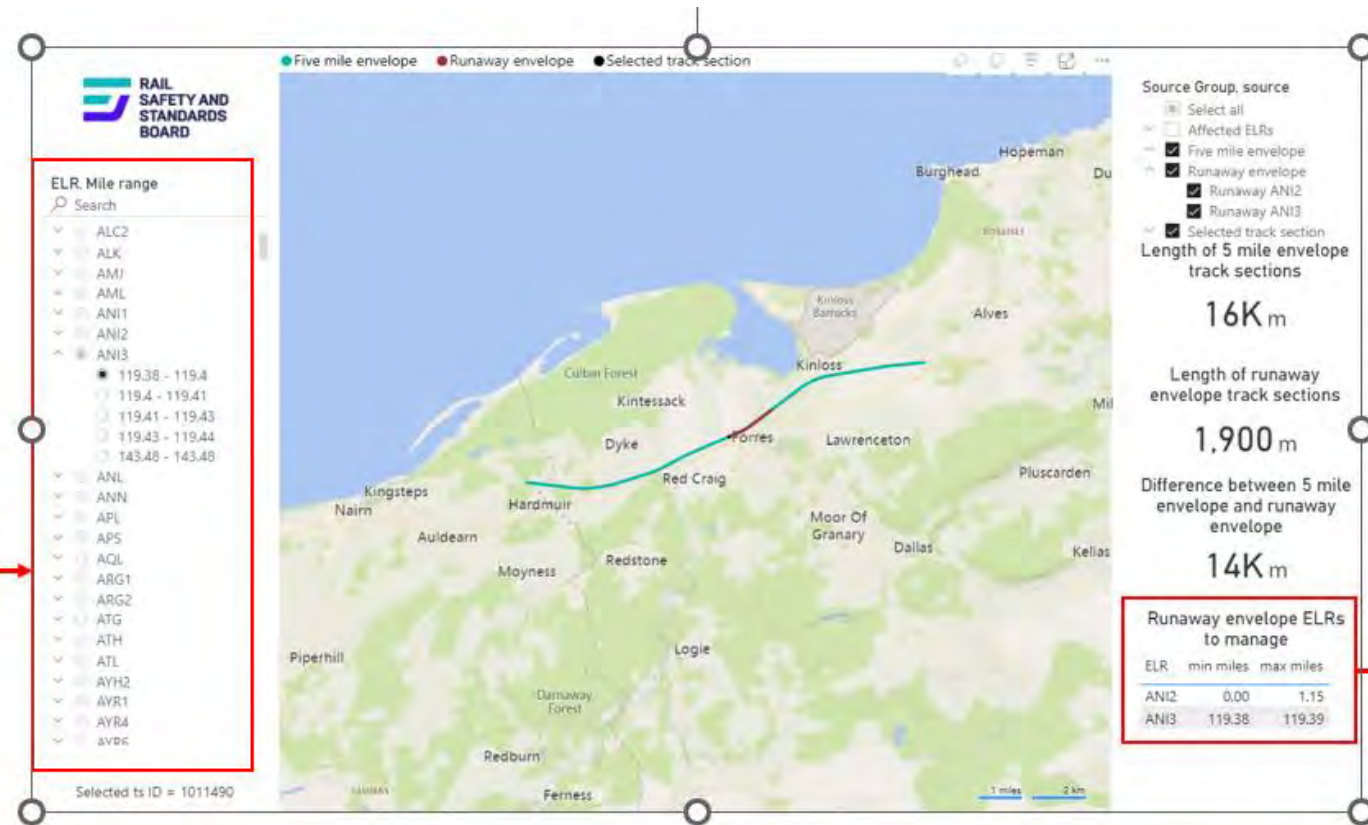 Five mile envelope Runaway envelope Selected track section
RAIL
SAFETY AND
STANDARDS
BOARD
ELR, Mile range
Search
ALC2
ALK
AMJ
AML
ANI1
ANI2
ANI3
119.38 - 119.4
119.4 - 119.41
119.41 - 119.43
119.43 - 119.44
143.48 - 143.48
ANL
ANN
APL
APS
AQL
ARG1
ARG2
ATG
ATH
ATL
AYH2
AYR1
AYR4
Selected ts ID = 1011490
Hopeman
Burghead
Du
Kinloss
Barracks
Alves
Kinloss
Culbin Forest
Kintessack
Mil
Dyke
Forres
Lawrenceton
Red Craig
Pluscarden
Kingsteps
Nairn
Hardmuir
Moor Of
Granary
Auldearn
Dallas
Kellas
Redstone
Moyness
Logie
Piperhill
Darnaway
Forest
Redburn
Ferness
1 miles 2 km
Source Group, source
Select all
Affected ELRs
Five mile envelope
Runaway envelope
Runaway ANI2
Runaway ANI3
Selected track section
Length of 5 mile envelope
track sections
16K m
Length of runaway
envelope track sections
1,900 m
Difference between 5 mile
envelope and runaway
envelope
14K m
Runaway envelope ELRs
to manage
ELR min miles max miles
ANI2 0.00 1.15
ANI3 119.38 119.39